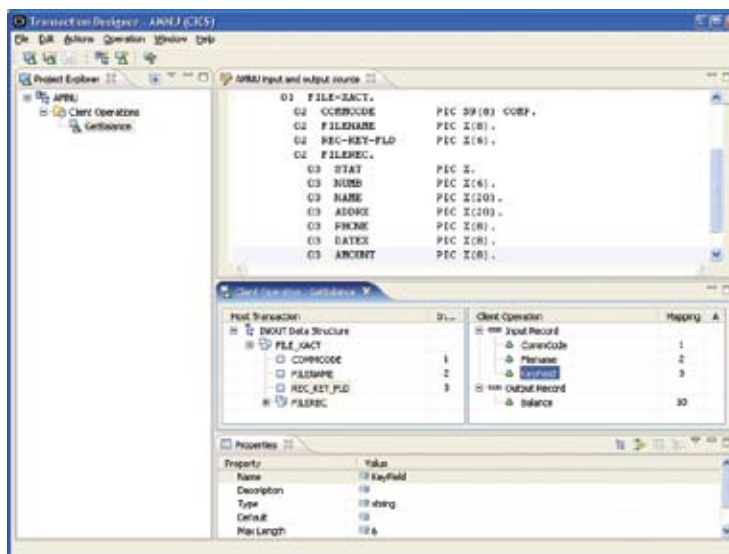 Transaction Designer - AMNU (CICS)
File Edit Actions Operation Window Help
Project Explorer
AMNU
Client Operations
GetBalance
AMNU input and output source
01 FILE-XACT.
02 COMMCODE PIC S9(8) COMP.
02 FILENAME PIC X(8).
02 REC-KEY-FLD PIC X(6).
02 FILEREC.
03 STAT PIC X.
03 NUMB PIC X(6).
03 NAME PIC X(20).
03 ADDRX PIC X(20).
03 PHONE PIC X(8).
03 DATEX PIC X(8).
03 AMOUNT PIC X(8).
Client Operation - GetBalance
Host Transaction In...
INOUT Data Structure
FILE_XACT
COMMCODE 1
FILENAME 2
REC_KEY_FLD 3
FILEREC
Client Operation Mapping A
Input Record
CommCode 1
Filename 2
KeyField 3
Output Record
Balance 10
Properties
Property Value
Name KeyField
Description
Type string
Default
Max Length 6